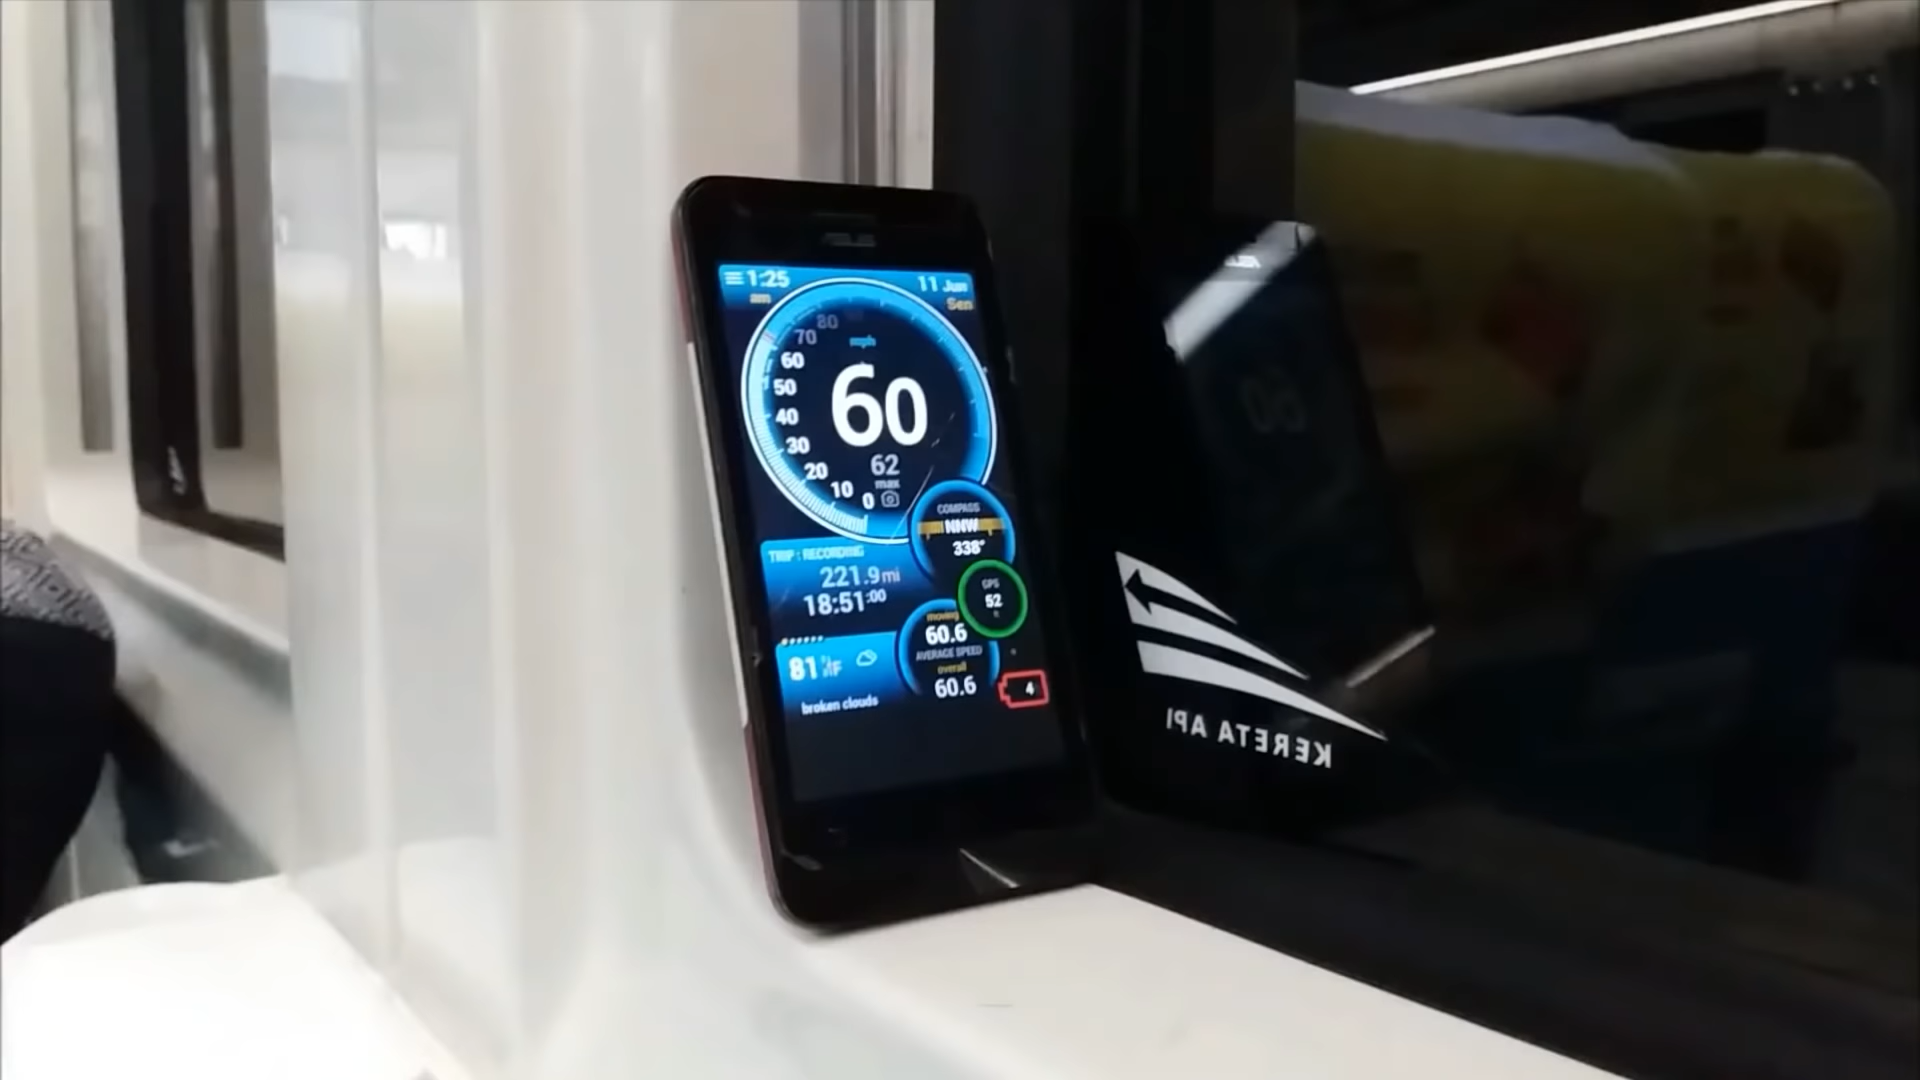 ASUS
1:25
am
11 Jun
Sen
80
70
60
50
40
30
20
10
0
mph
60
62
max
COMPASS
NNW
338°
TRIP : RECORDING
221.9 mi
18:51:00
GPS
52
moving
60.6
AVERAGE SPEED
overall
60.6
81
broken clouds
4
KERETA API